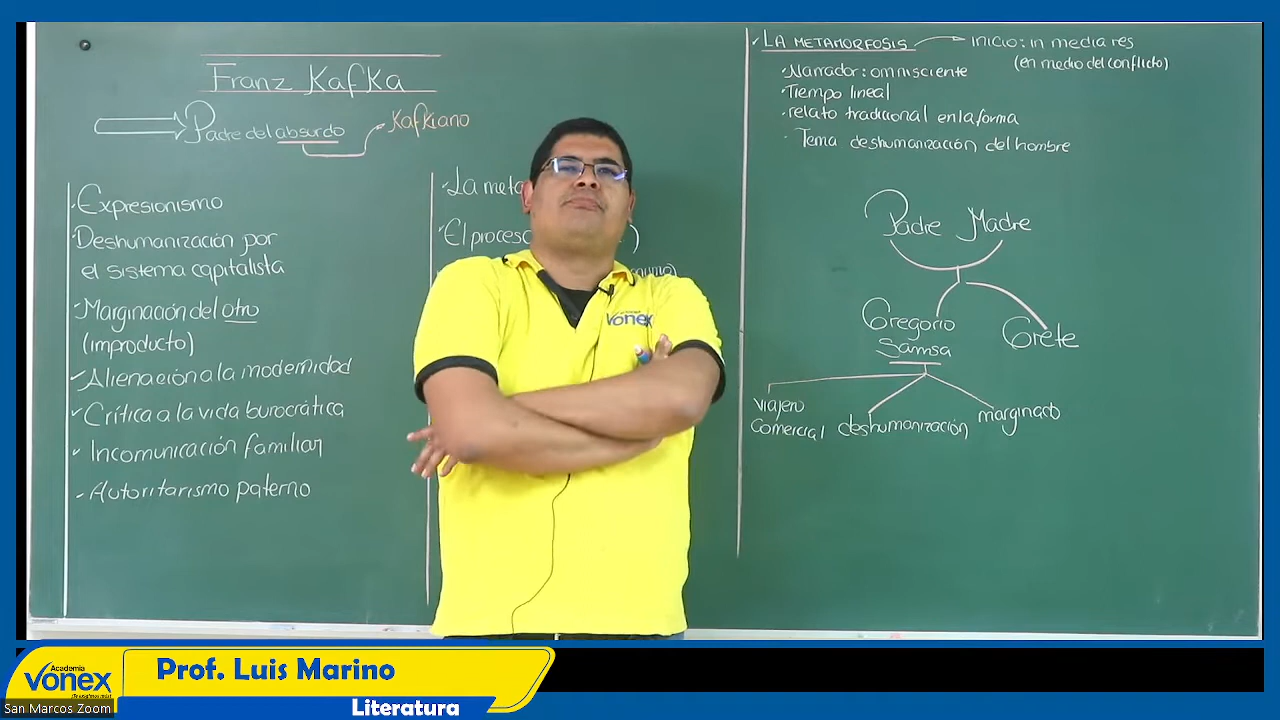 Franz Kafka
Padre del absurdo
Kafkiano
Expresionismo
Deshumanización por
el sistema capitalista
Marginación del otro
(improducto)
Alienación a la modernidad
Crítica a la vida burocrática
Incomunicación familiar
Autoritarismo paterno
La meta
El proceso )
LA METAMORFOSIS
inicio: in media res
(en medio del conflicto)
Narrador: omnisciente
Tiempo lineal
relato tradicional en la forma
Tema deshumanización del hombre
Padre Madre
Gregorio
Samsa
Grete
viajero
comercial
deshumanización
marginado
vonex
Prof. Luis Marino
Literatura
Academia
vonex
San Marcos Zoom